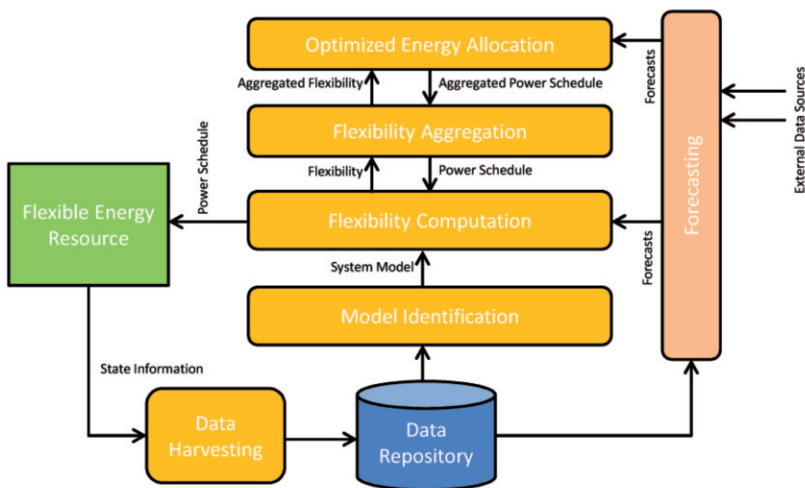 Optimized Energy Allocation
Aggregated Flexibility
Aggregated Power Schedule
Forecasts
External Data Sources
Flexibility Aggregation
Flexibility
Power Schedule
Power Schedule
Flexible Energy
Resource
Flexibility Computation
Forecasting
System Model
Forecasts
Model Identification
State Information
Data
Harvesting
Data
Repository